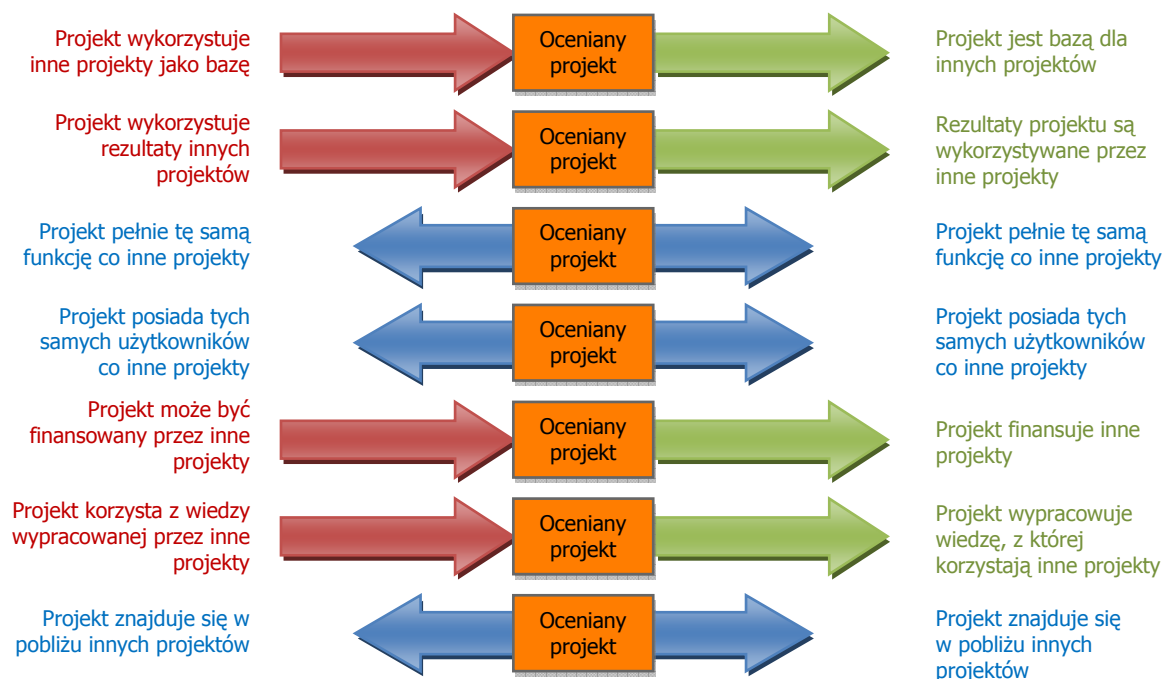 Projekt wykorzystuje
inne projekty jako bazę
Oceniany
projekt
Projekt jest bazą dla
innych projektów
Projekt wykorzystuje
rezultaty innych
projektów
Oceniany
projekt
Rezultaty projektu są
wykorzystywane przez
inne projekty
Projekt pełnie tę samą
funkcję co inne projekty
Oceniany
projekt
Projekt pełnie tę samą
funkcję co inne projekty
Projekt posiada tych
samych użytkowników
co inne projekty
Oceniany
projekt
Projekt posiada tych
samych użytkowników
co inne projekty
Projekt może być
finansowany przez inne
projekty
Oceniany
projekt
Projekt finansuje inne
projekty
Projekt korzysta z wiedzy
wypracowanej przez inne
projekty
Oceniany
projekt
Projekt wypracowuje
wiedzę, z której
korzystają inne projekty
Projekt znajduje się w
pobliżu innych projektów
Oceniany
projekt
Projekt znajduje się
w pobliżu innych
projektów